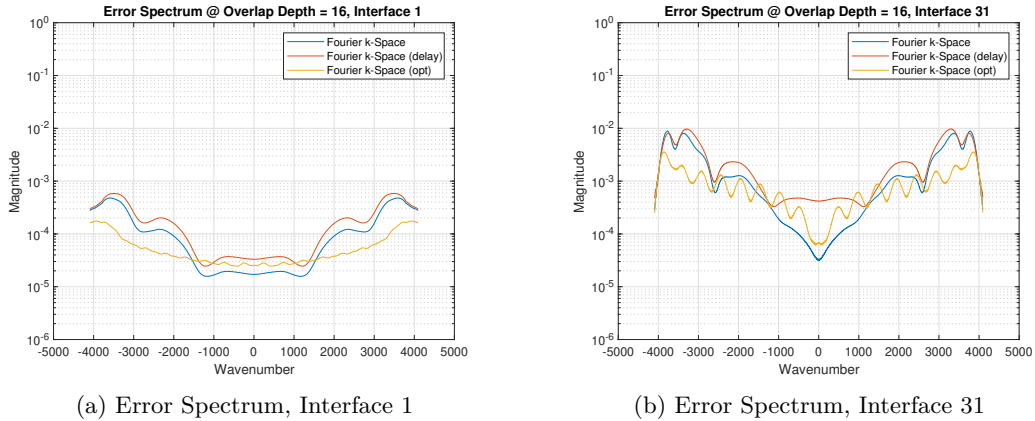 Error Spectrum @ Overlap Depth = 16, Interface 1
10^0
10^-1
10^-2
10^-3
10^-4
10^-5
10^-6
Magnitude
Fourier k-Space
Fourier k-Space (delay)
Fourier k-Space (opt)
-5000 -4000 -3000 -2000 -1000 0 1000 2000 3000 4000 5000
Wavenumber
(a) Error Spectrum, Interface 1
Error Spectrum @ Overlap Depth = 16, Interface 31
10^0
10^-1
10^-2
10^-3
10^-4
10^-5
10^-6
Magnitude
Fourier k-Space
Fourier k-Space (delay)
Fourier k-Space (opt)
-5000 -4000 -3000 -2000 -1000 0 1000 2000 3000 4000 5000
Wavenumber
(b) Error Spectrum, Interface 31